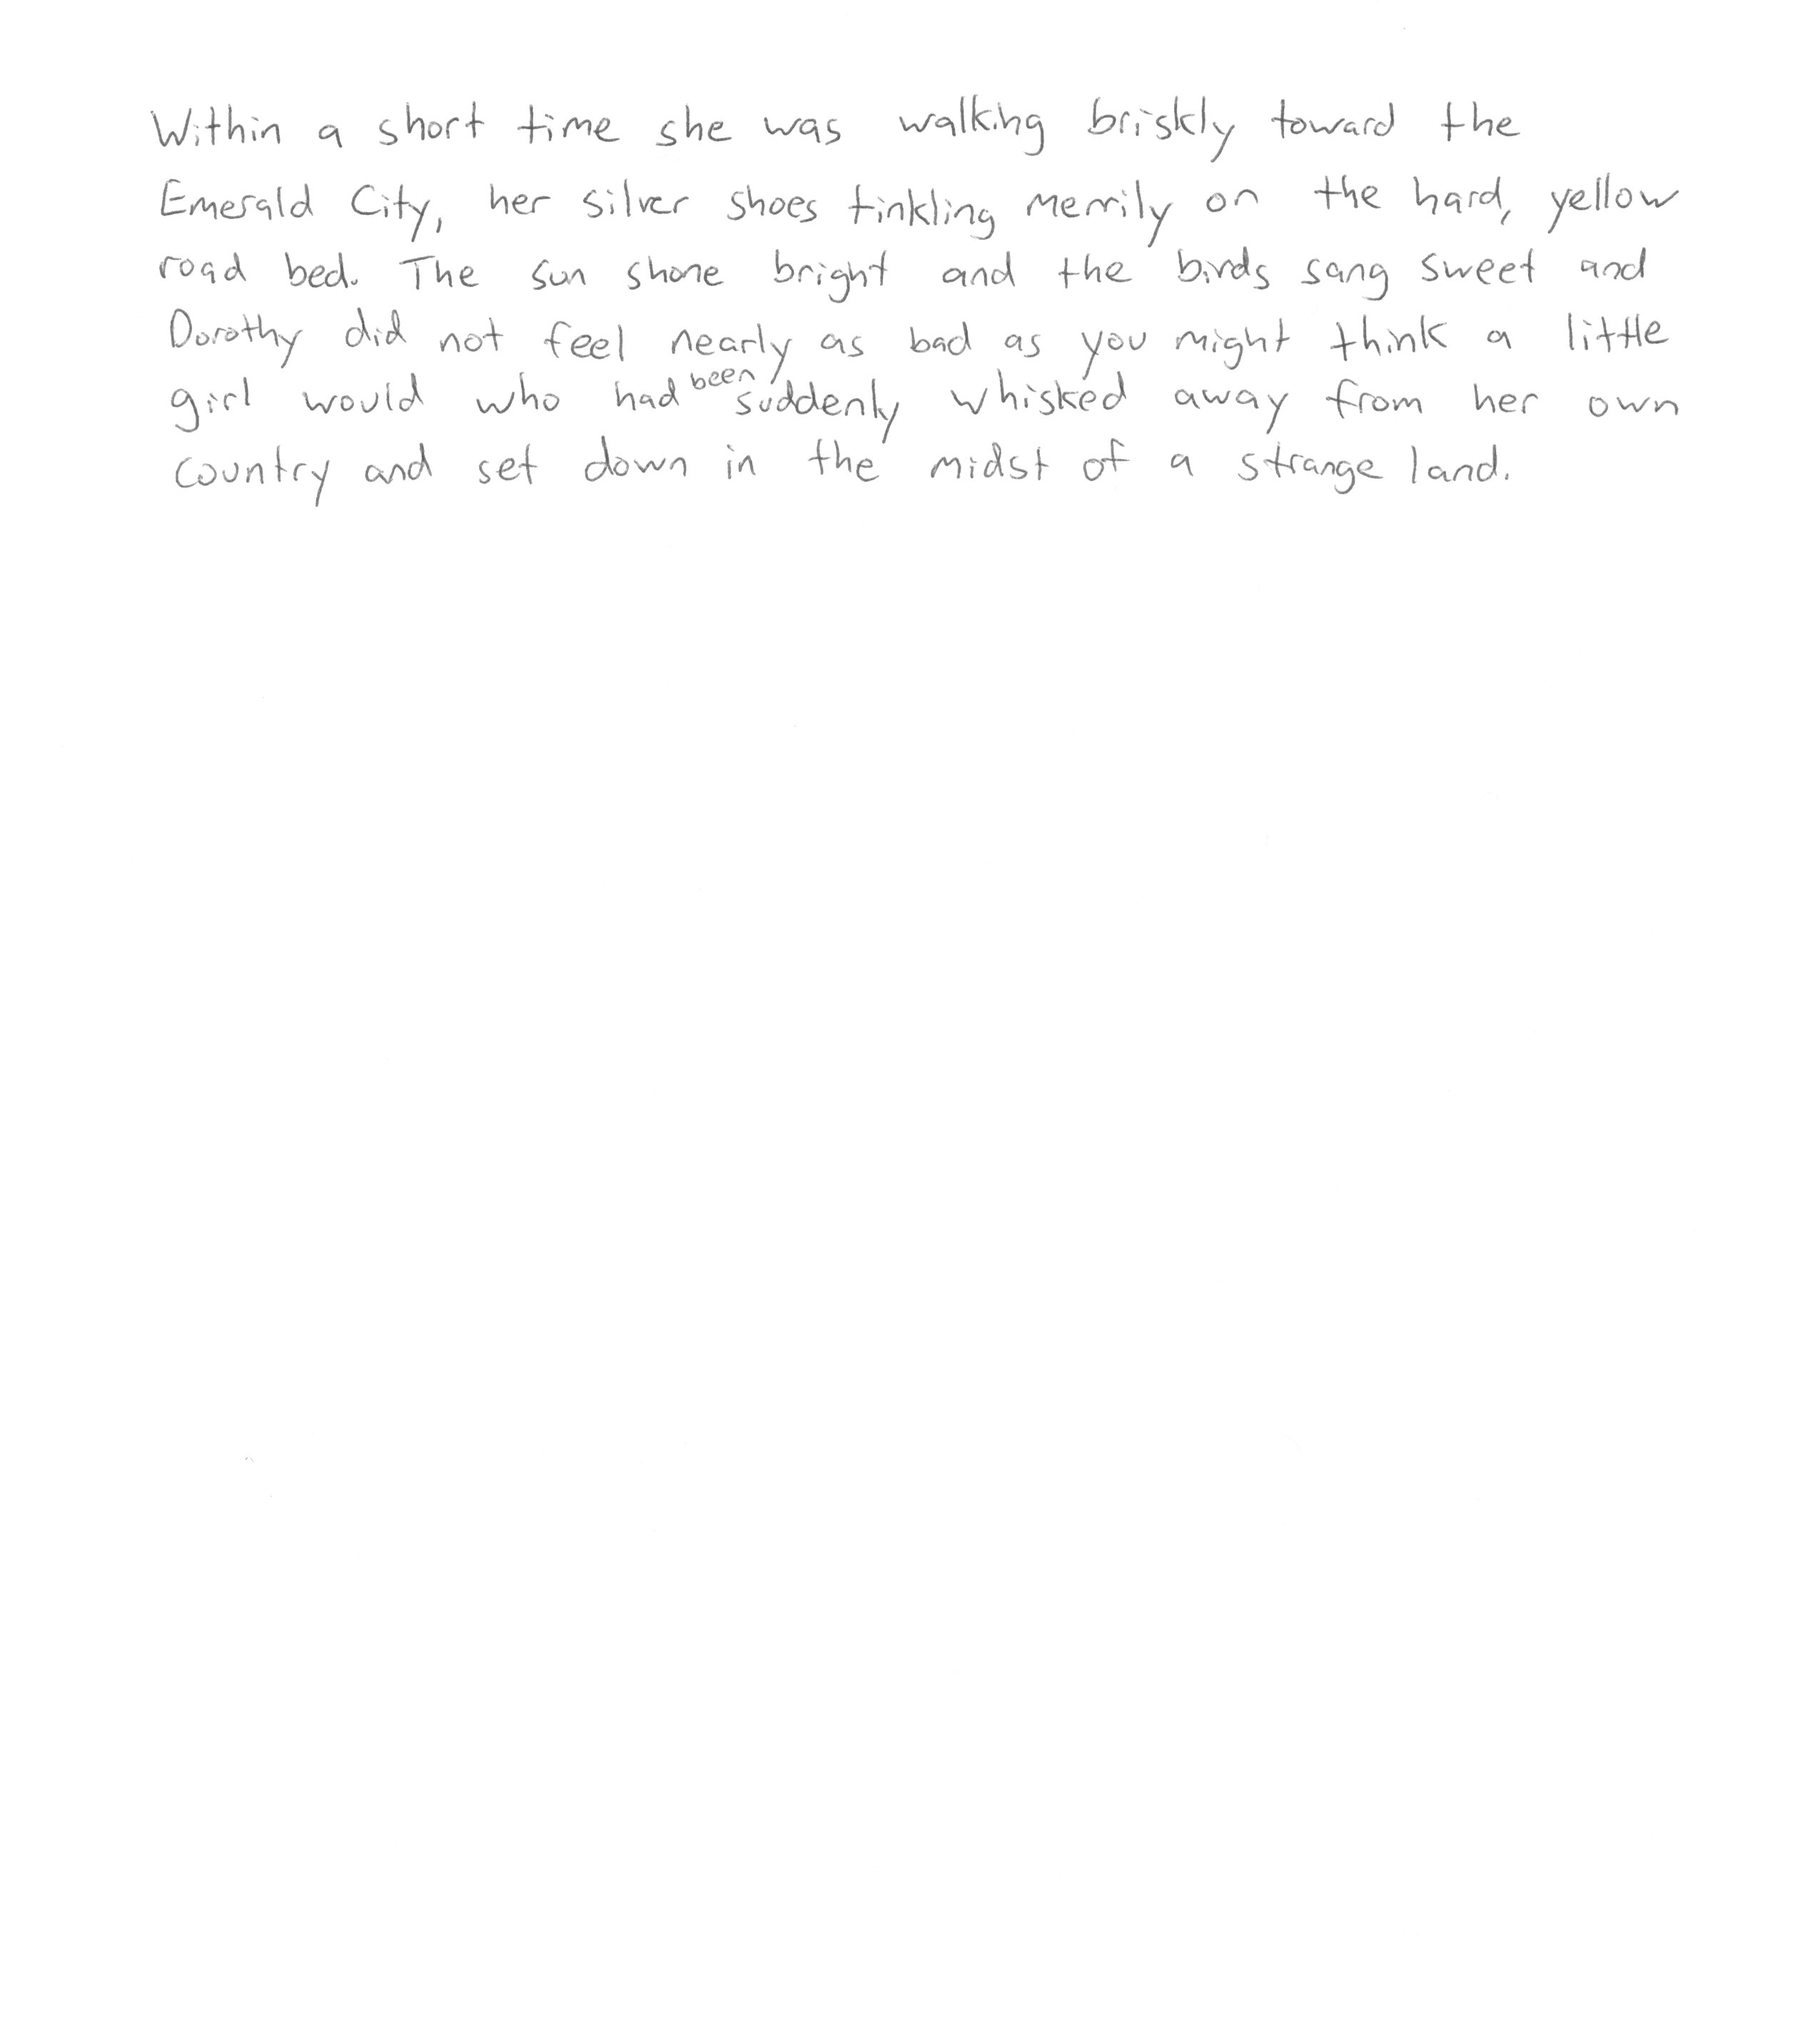 Within a short time she was walking briskly toward the
Emerald City, her silver shoes tinkling merrily on the hard, yellow
road bed. The sun shone bright and the birds sang sweet and
Dorothy did not feel nearly as bad as you might think a little
girl would who had been suddenly whisked away from her own
country and set down in the midst of a strange land.